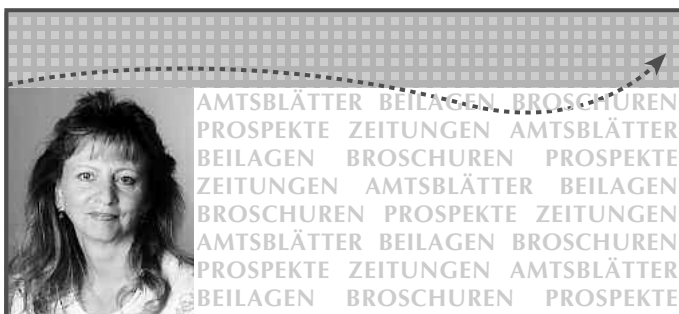 AMTSBLÄTTER BEILAGEN BROSCHUREN
PROSPEKTE ZEITUNGEN AMTSBLÄTTER
BEILAGEN BROSCHUREN PROSPEKTE
ZEITUNGEN AMTSBLÄTTER BEILAGEN
BROSCHUREN PROSPEKTE ZEITUNGEN
AMTSBLÄTTER BEILAGEN BROSCHUREN
PROSPEKTE ZEITUNGEN AMTSBLÄTTER
BEILAGEN BROSCHUREN PROSPEKTE